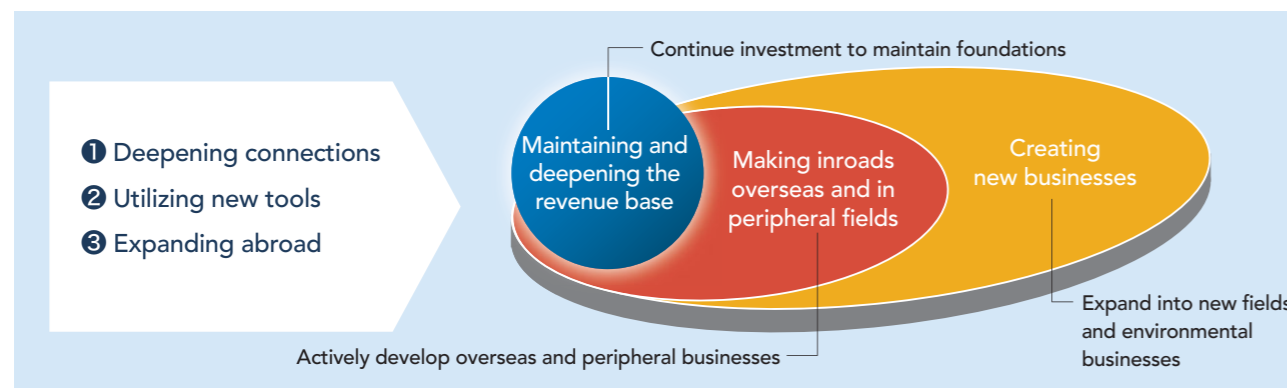 Continue investment to maintain foundations
❶ Deepening connections
❷ Utilizing new tools
❸ Expanding abroad
Maintaining and
deepening the
revenue base
Making inroads
overseas and in
peripheral fields
Creating
new businesses
Actively develop overseas and peripheral businesses
Expand into new fields
and environmental
businesses